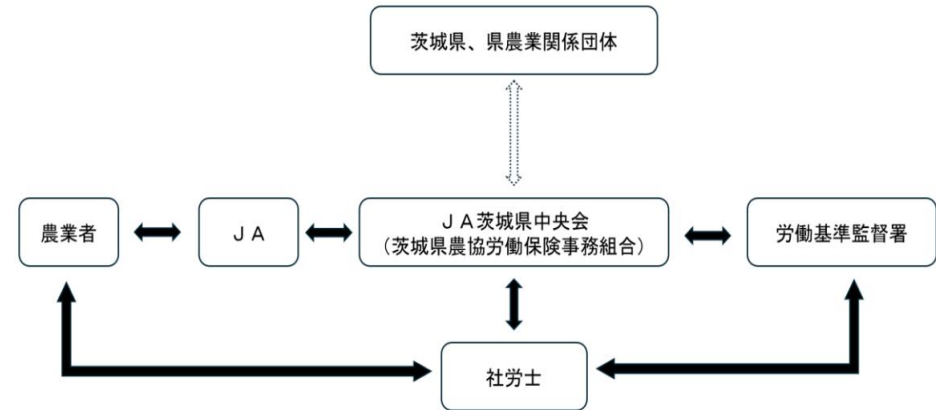 茨城県、県農業関係団体
農業者
ＪＡ
ＪＡ茨城県中央会
（茨城県農協労働保険事務組合）
労働基準監督署
社労士